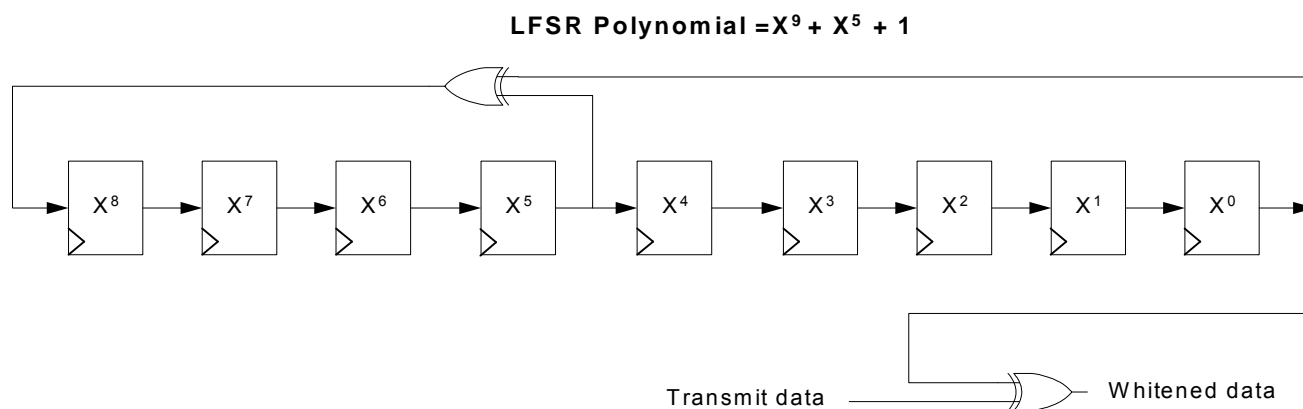 LFSR Polynomial =X⁹ + X⁵ + 1
X⁸ X⁷ X⁶ X⁵ X⁴ X³ X² X¹ X⁰
Transmit data Whitened data